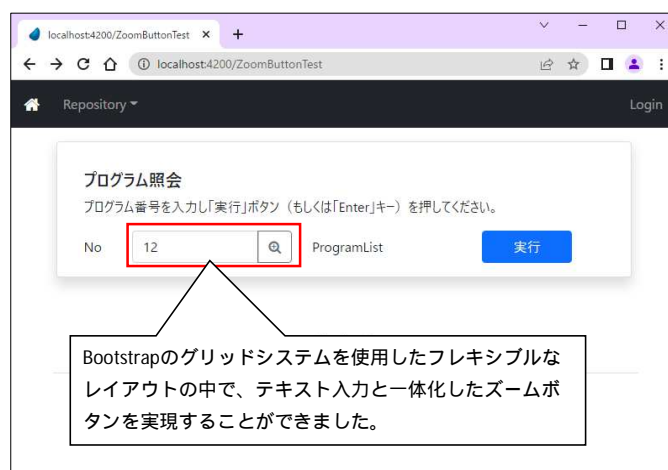 localhost:4200/ZoomButtonTest
localhost:4200/ZoomButtonTest
Repository Login
プログラム照会
プログラム番号を入力し「実行」ボタン（もしくは「Enter」キー）を押してください。
No 12 ProgramList 実行
Bootstrapのグリッドシステムを使用したフレキシブルな
レイアウトの中で、テキスト入力と一体化したズームボ
タンを実現することができました。